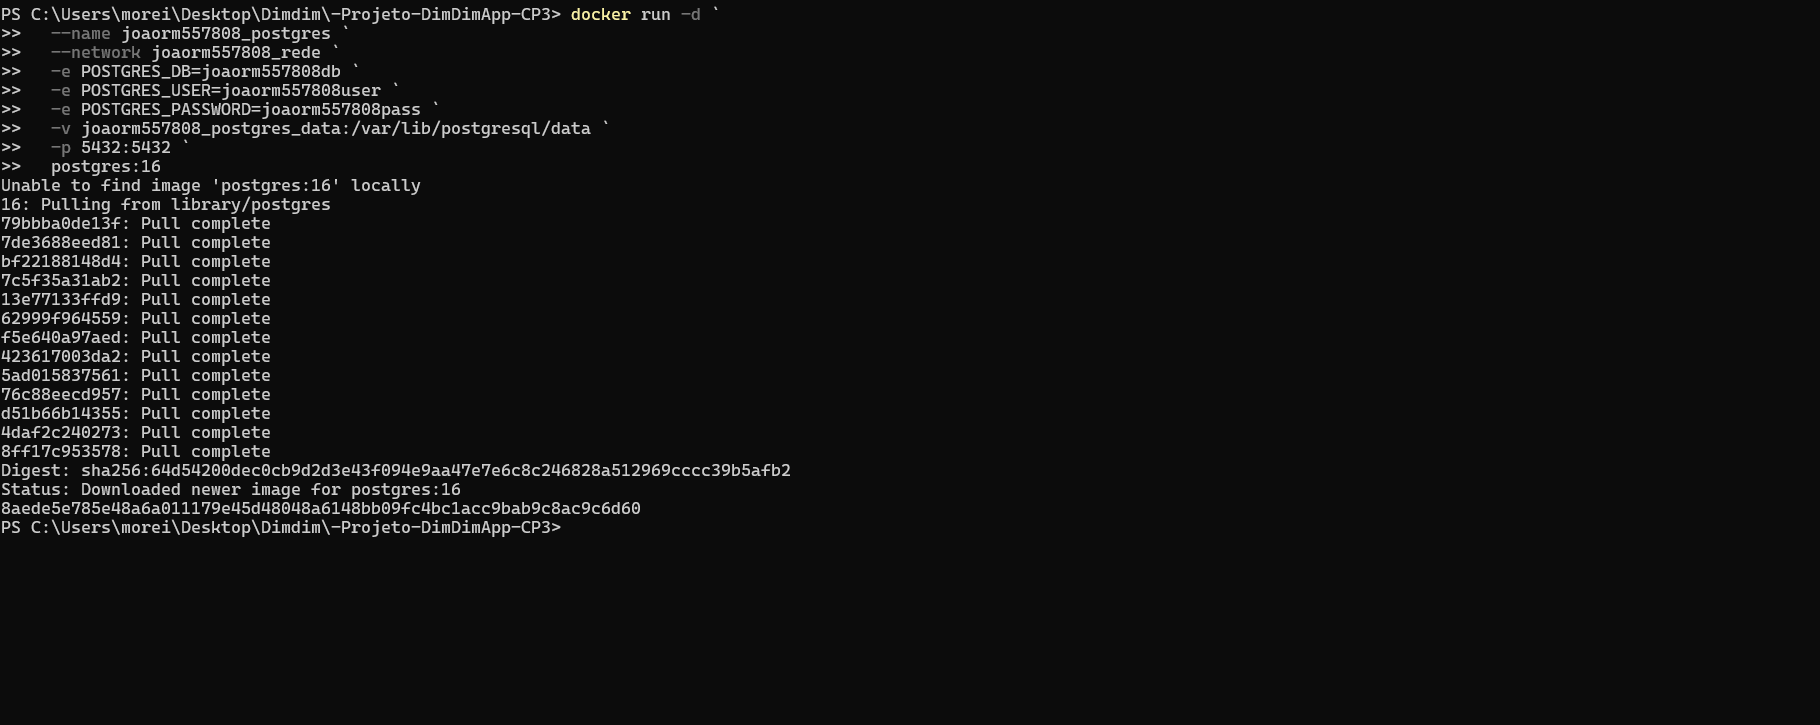 PS C:\Users\morei\Desktop\Dimdim\-Projeto-DimDimApp-CP3> docker run -d `
>>   --name joaorm557808_postgres `
>>   --network joaorm557808_rede `
>>   -e POSTGRES_DB=joaorm557808db `
>>   -e POSTGRES_USER=joaorm557808user `
>>   -e POSTGRES_PASSWORD=joaorm557808pass `
>>   -v joaorm557808_postgres_data:/var/lib/postgresql/data `
>>   -p 5432:5432 `
>>   postgres:16
Unable to find image 'postgres:16' locally
16: Pulling from library/postgres
79bbba0de13f: Pull complete
7de3688eed81: Pull complete
bf22188148d4: Pull complete
7c5f35a31ab2: Pull complete
13e77133ffd9: Pull complete
62999f964559: Pull complete
f5e640a97aed: Pull complete
423617003da2: Pull complete
5ad015837561: Pull complete
76c88eecd957: Pull complete
d51b66b14355: Pull complete
4daf2c240273: Pull complete
8ff17c953578: Pull complete
Digest: sha256:64d54200dec0cb9d2d3e43f094e9aa47e7e6c8c246828a512969cccc39b5afb2
Status: Downloaded newer image for postgres:16
8aede5e785e48a6a011179e45d48048a6148bb09fc4bc1acc9bab9c8ac9c6d60
PS C:\Users\morei\Desktop\Dimdim\-Projeto-DimDimApp-CP3>